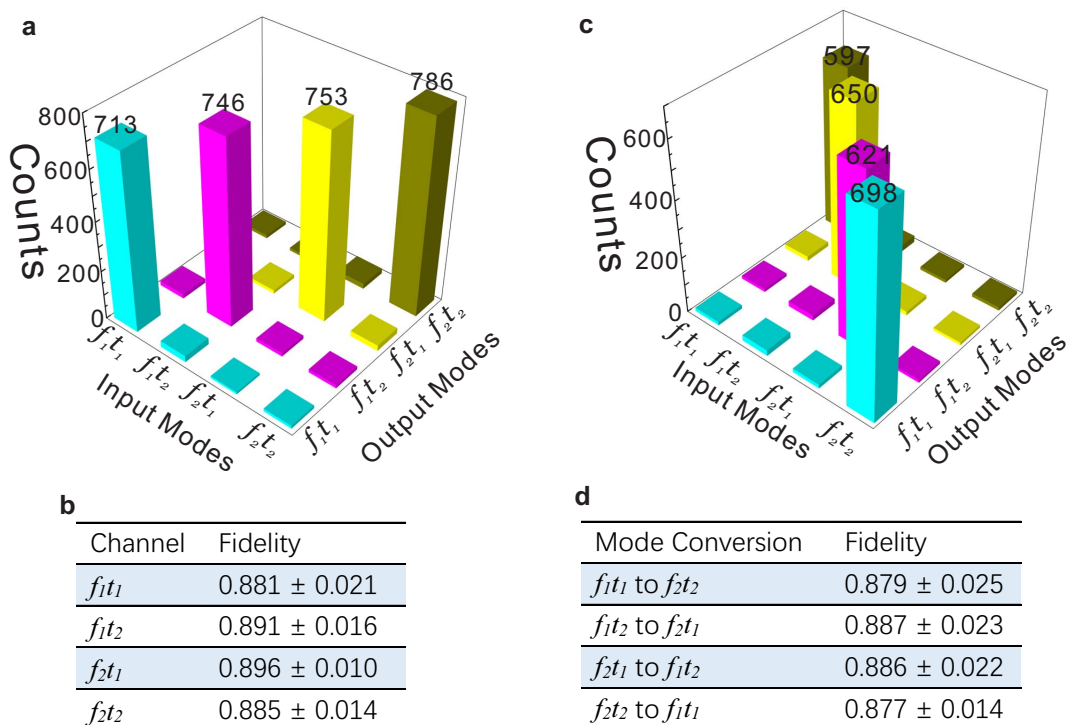 a
713
746
753
786
800
600
400
200
0
Counts
f₁t₁ f₁t₂ f₂t₁ f₂t₂
Input Modes
f₁t₁ f₁t₂ f₂t₁ f₂t₂
Output Modes
c
597
650
621
698
600
400
200
0
Counts
f₁t₁ f₁t₂ f₂t₁ f₂t₂
Input Modes
f₁t₁ f₁t₂ f₂t₁ f₂t₂
Output Modes
b
Channel Fidelity
f₁t₁ 0.881 ± 0.021
f₁t₂ 0.891 ± 0.016
f₂t₁ 0.896 ± 0.010
f₂t₂ 0.885 ± 0.014
d
Mode Conversion Fidelity
f₁t₁ to f₂t₂ 0.879 ± 0.025
f₁t₂ to f₂t₁ 0.887 ± 0.023
f₂t₁ to f₁t₂ 0.886 ± 0.022
f₂t₂ to f₁t₁ 0.877 ± 0.014